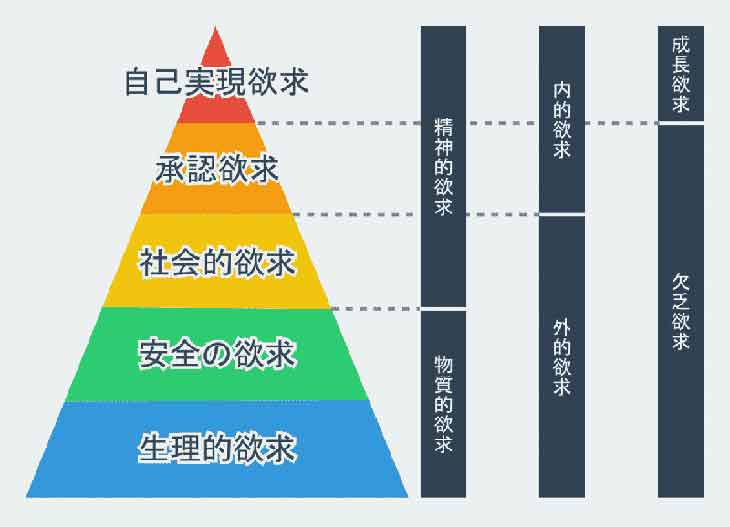 自己実現欲求
承認欲求
社会的欲求
安全の欲求
生理的欲求
精神的欲求
物質的欲求
内的欲求
外的欲求
成長欲求
欠乏欲求